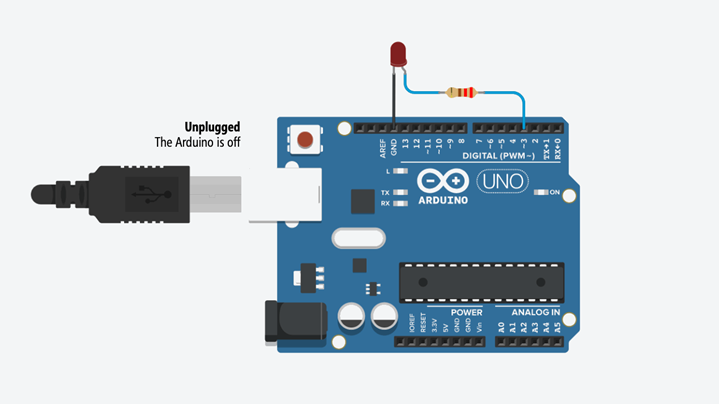 Unplugged
The Arduino is off
AREF
GND
13
12
~11
~10
~9
8
7
~6
~5
4
~3
2
TX→1
RX←0
DIGITAL (PWM~)
L
TX
RX
UNO
ON
ARDUINO
POWER
ANALOG IN
IOREF
RESET
3.3V
5V
GND
GND
Vin
A0
A1
A2
A3
A4
A5